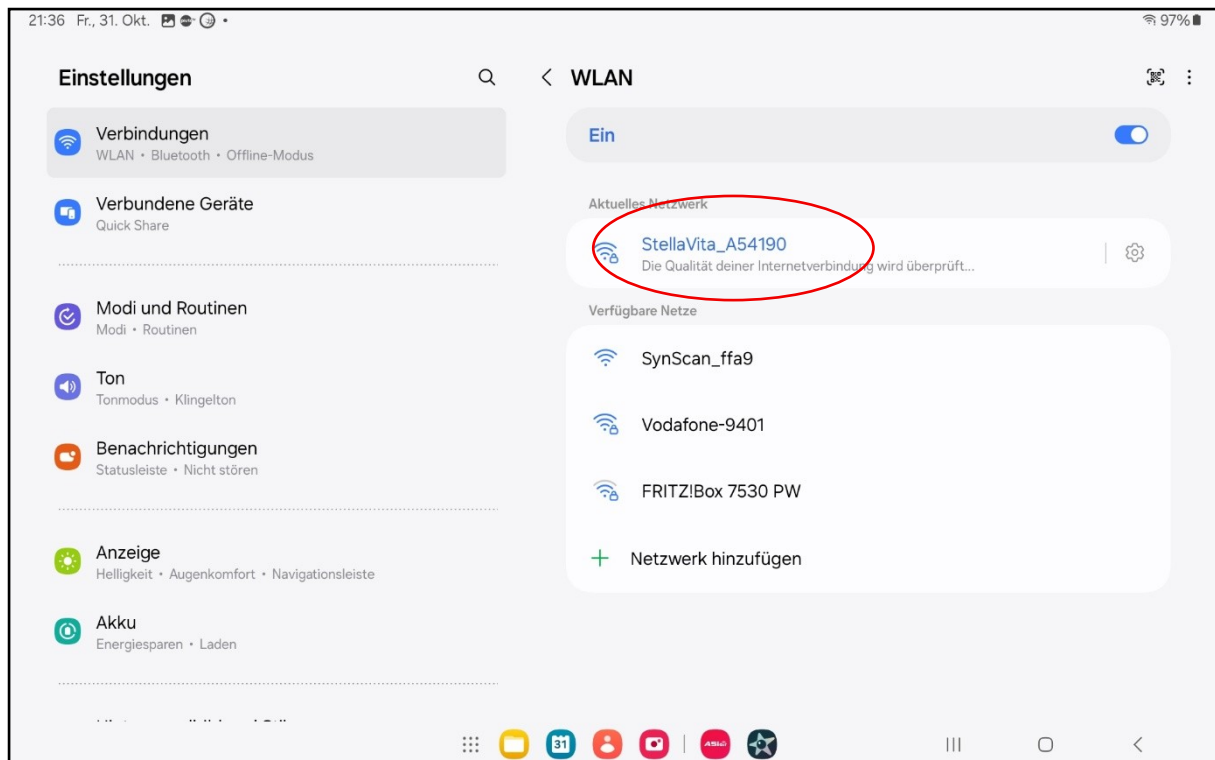 21:36 Fr., 31. Okt.
97%
Einstellungen
Verbindungen
WLAN • Bluetooth • Offline-Modus
Verbundene Geräte
Quick Share
Modi und Routinen
Modi • Routinen
Ton
Tonmodus • Klingelton
Benachrichtigungen
Statusleiste • Nicht stören
Anzeige
Helligkeit • Augenkomfort • Navigationsleiste
Akku
Energiesparen • Laden
WLAN
Ein
Aktuelles Netzwerk
StellaVita_A54190
Die Qualität deiner Internetverbindung wird überprüft...
Verfügbare Netze
SynScan_ffa9
Vodafone-9401
FRITZ!Box 7530 PW
Netzwerk hinzufügen
31